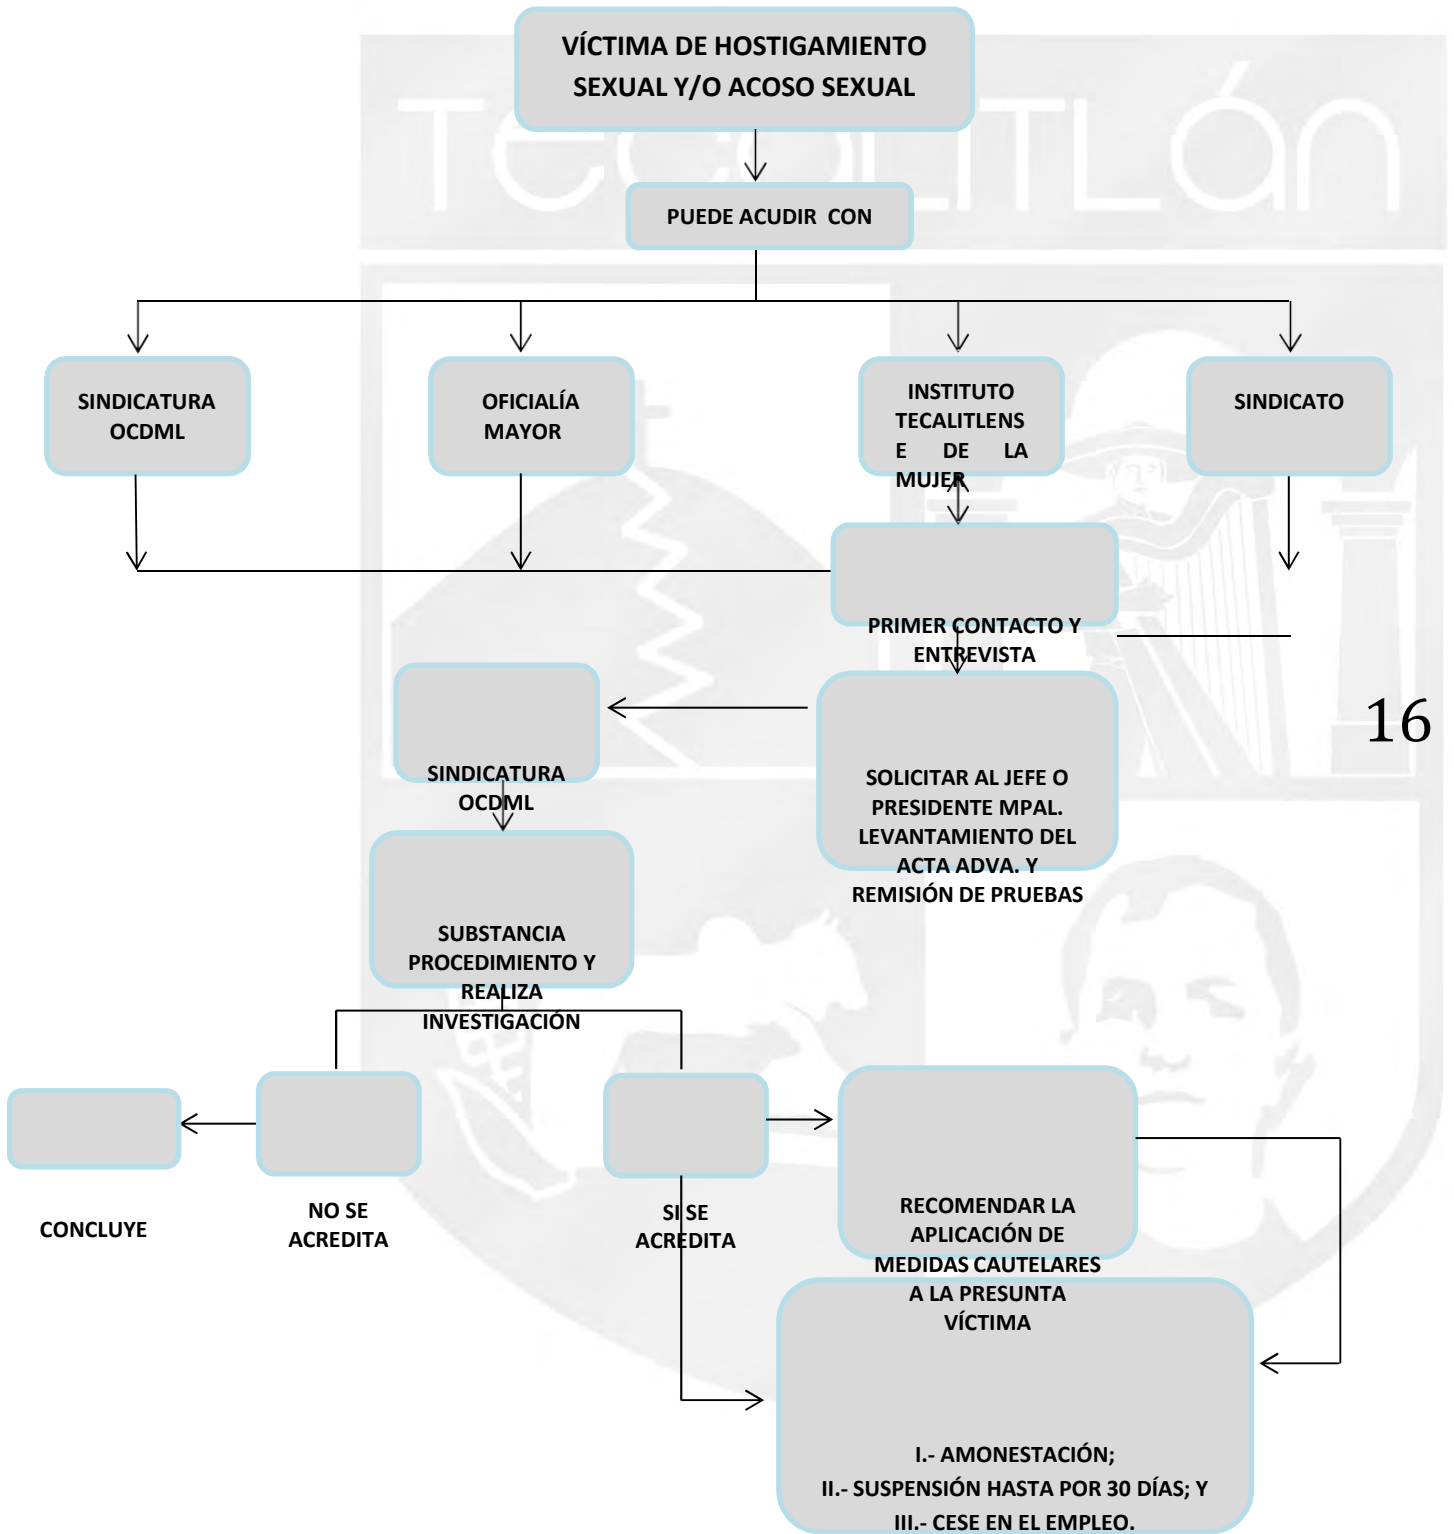 VÍCTIMA DE HOSTIGAMIENTO
SEXUAL Y/O ACOSO SEXUAL
TECALITLÁN
PUEDE ACUDIR CON
SINDICATURA
OCDML
OFICIALÍA
MAYOR
INSTITUTO
TECALITLENS
E DE LA
MUJER
SINDICATO
PRIMER CONTACTO Y
ENTREVISTA
16
SINDICATURA
OCDML
SOLICITAR AL JEFE O
PRESIDENTE MPAL.
LEVANTAMIENTO DEL
ACTA ADVA. Y
REMISIÓN DE PRUEBAS
SUBSTANCIA
PROCEDIMIENTO Y
REALIZA
INVESTIGACIÓN
CONCLUYE
NO SE
ACREDITA
SI SE
ACREDITA
RECOMENDAR LA
APLICACIÓN DE
MEDIDAS CAUTELARES
A LA PRESUNTA
VÍCTIMA
I.- AMONESTACIÓN;
II.- SUSPENSIÓN HASTA POR 30 DÍAS; Y
III.- CESE EN EL EMPLEO.